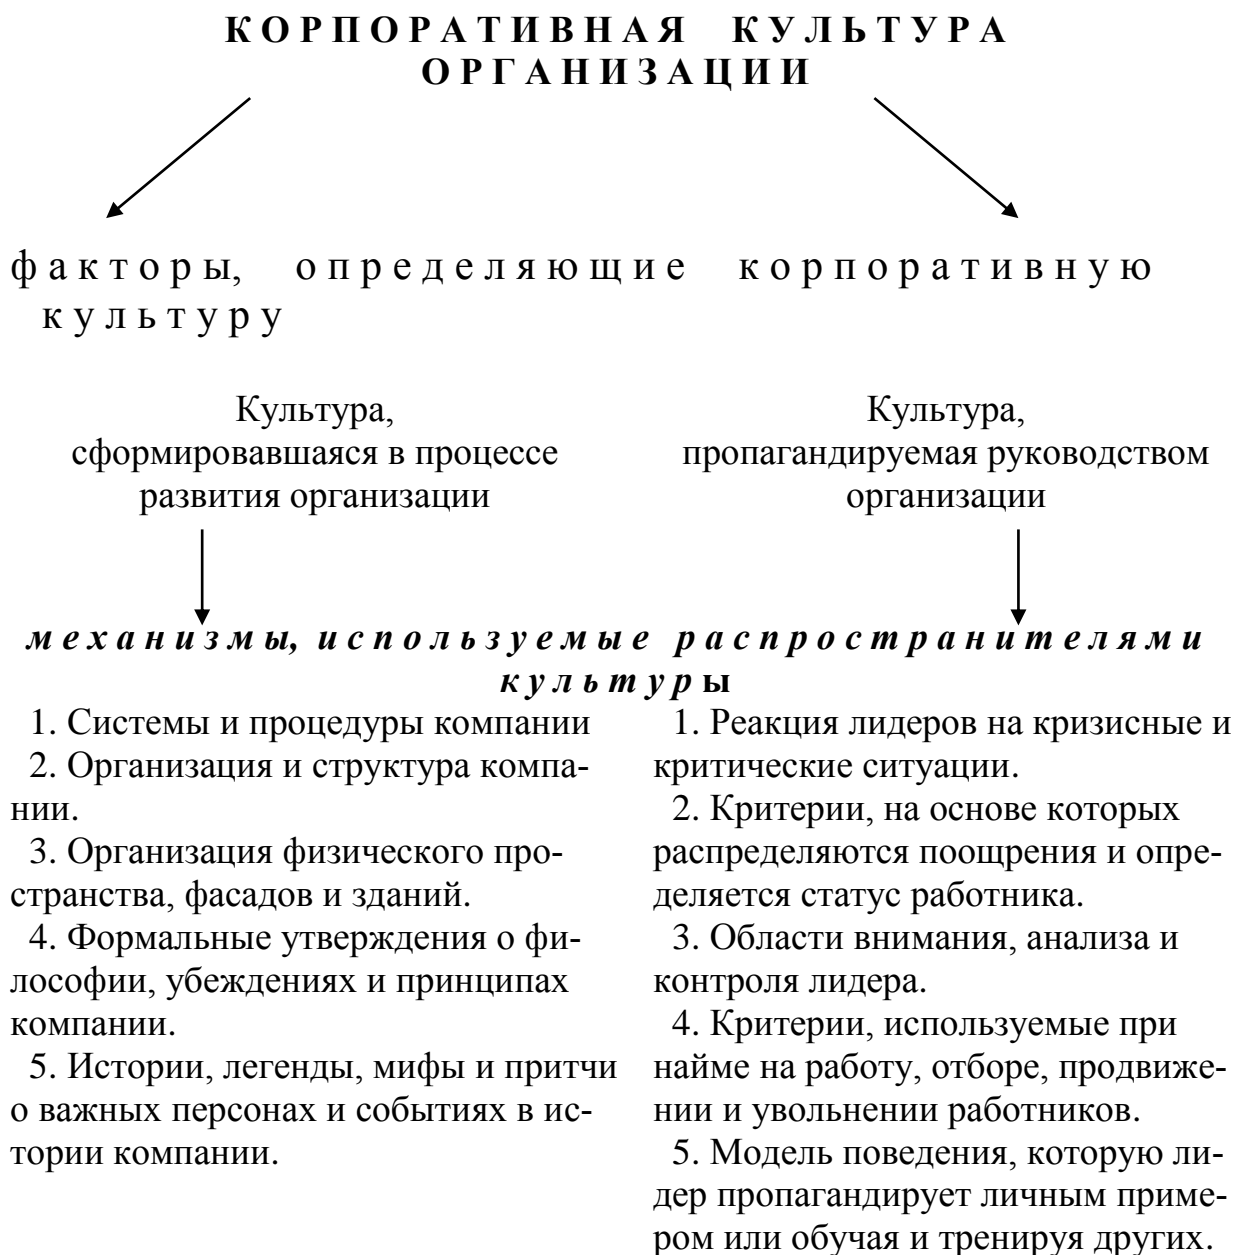 КОРПОРАТИВНАЯ КУЛЬТУРА
ОРГАНИЗАЦИИ
факторы, определяющие корпоративную
культуру
Культура,
сформировавшаяся в процессе
развития организации
Культура,
пропагандируемая руководством
организации
механизмы, используемые распространителями
культуры
1. Системы и процедуры компании
2. Организация и структура компа-
нии.
3. Организация физического про-
странства, фасадов и зданий.
4. Формальные утверждения о фи-
лософии, убеждениях и принципах
компании.
5. Истории, легенды, мифы и притчи
о важных персонах и событиях в ис-
тории компании.
1. Реакция лидеров на кризисные и
критические ситуации.
2. Критерии, на основе которых
распределяются поощрения и опре-
деляется статус работника.
3. Области внимания, анализа и
контроля лидера.
4. Критерии, используемые при
найме на работу, отборе, продвиже-
нии и увольнении работников.
5. Модель поведения, которую ли-
дер пропагандирует личным приме-
ром или обучая и тренируя других.